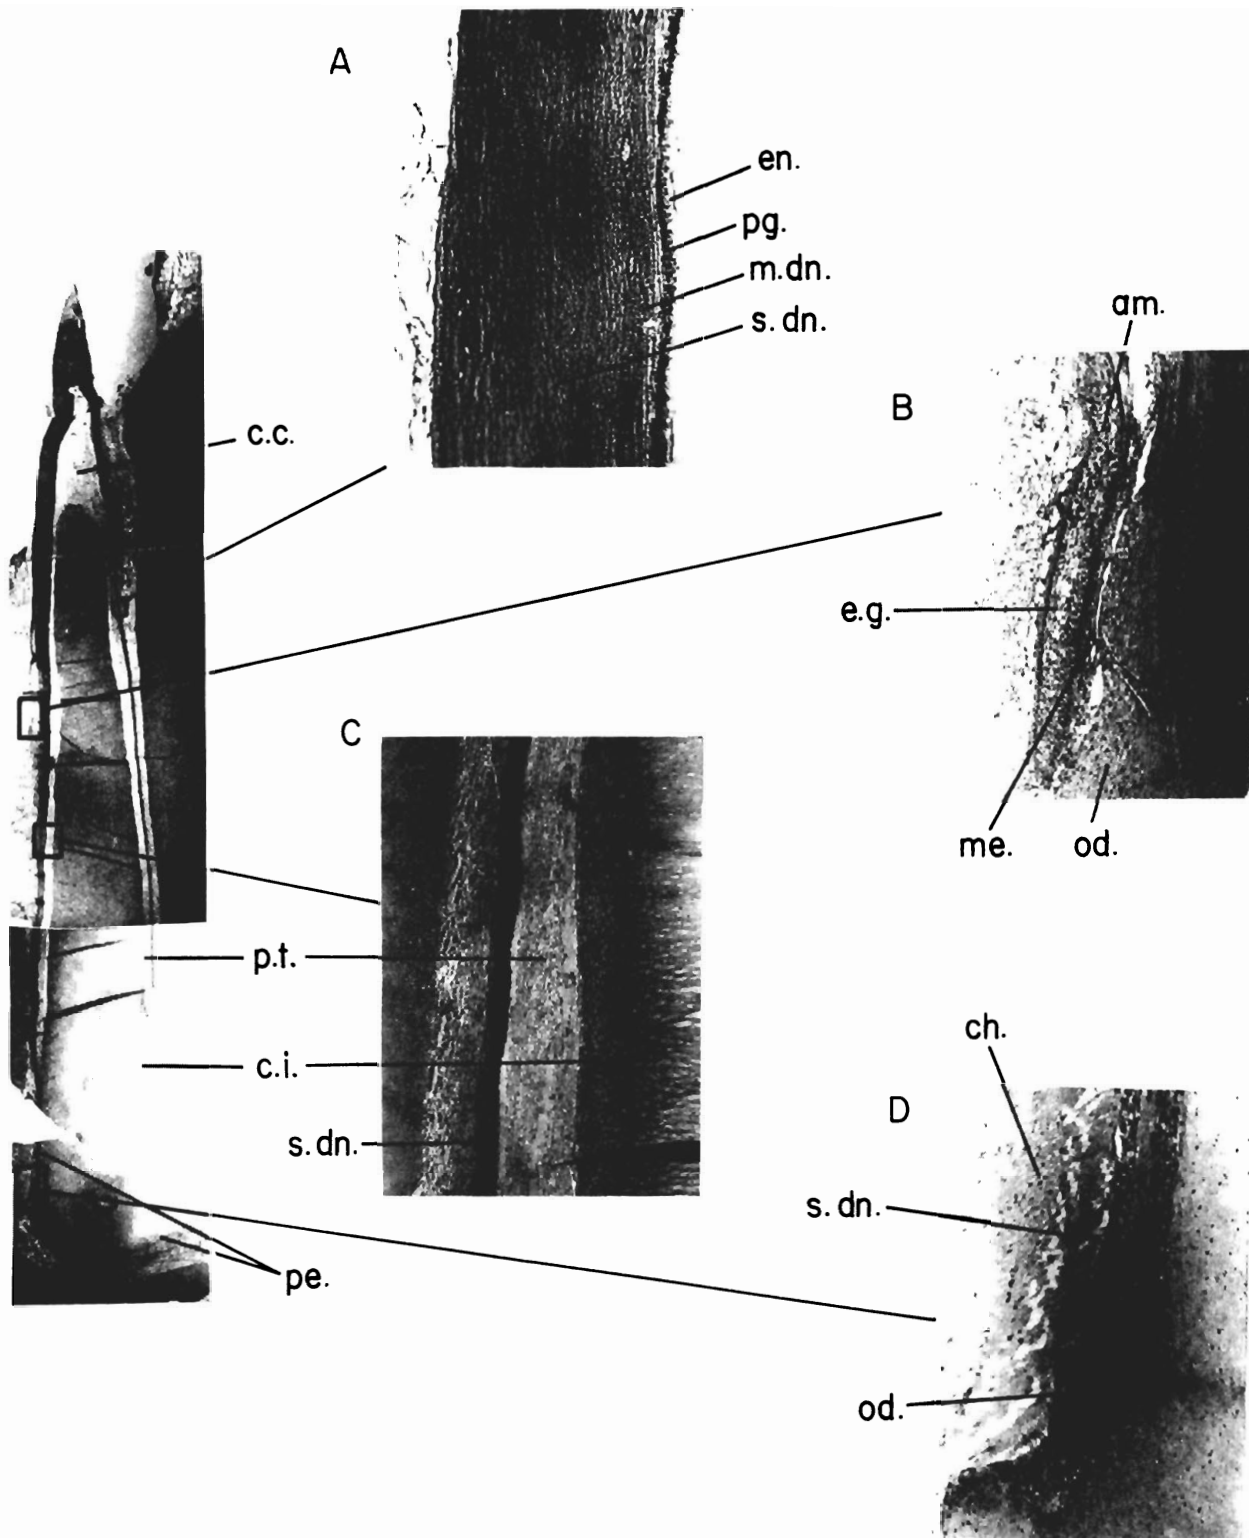 A
en.
pg.
m.dn.
s. dn.
c.c.
am.
B
e.g.
me.
od.
C
p.t.
c.i.
s. dn.
ch.
D
s. dn.
od.
pe.